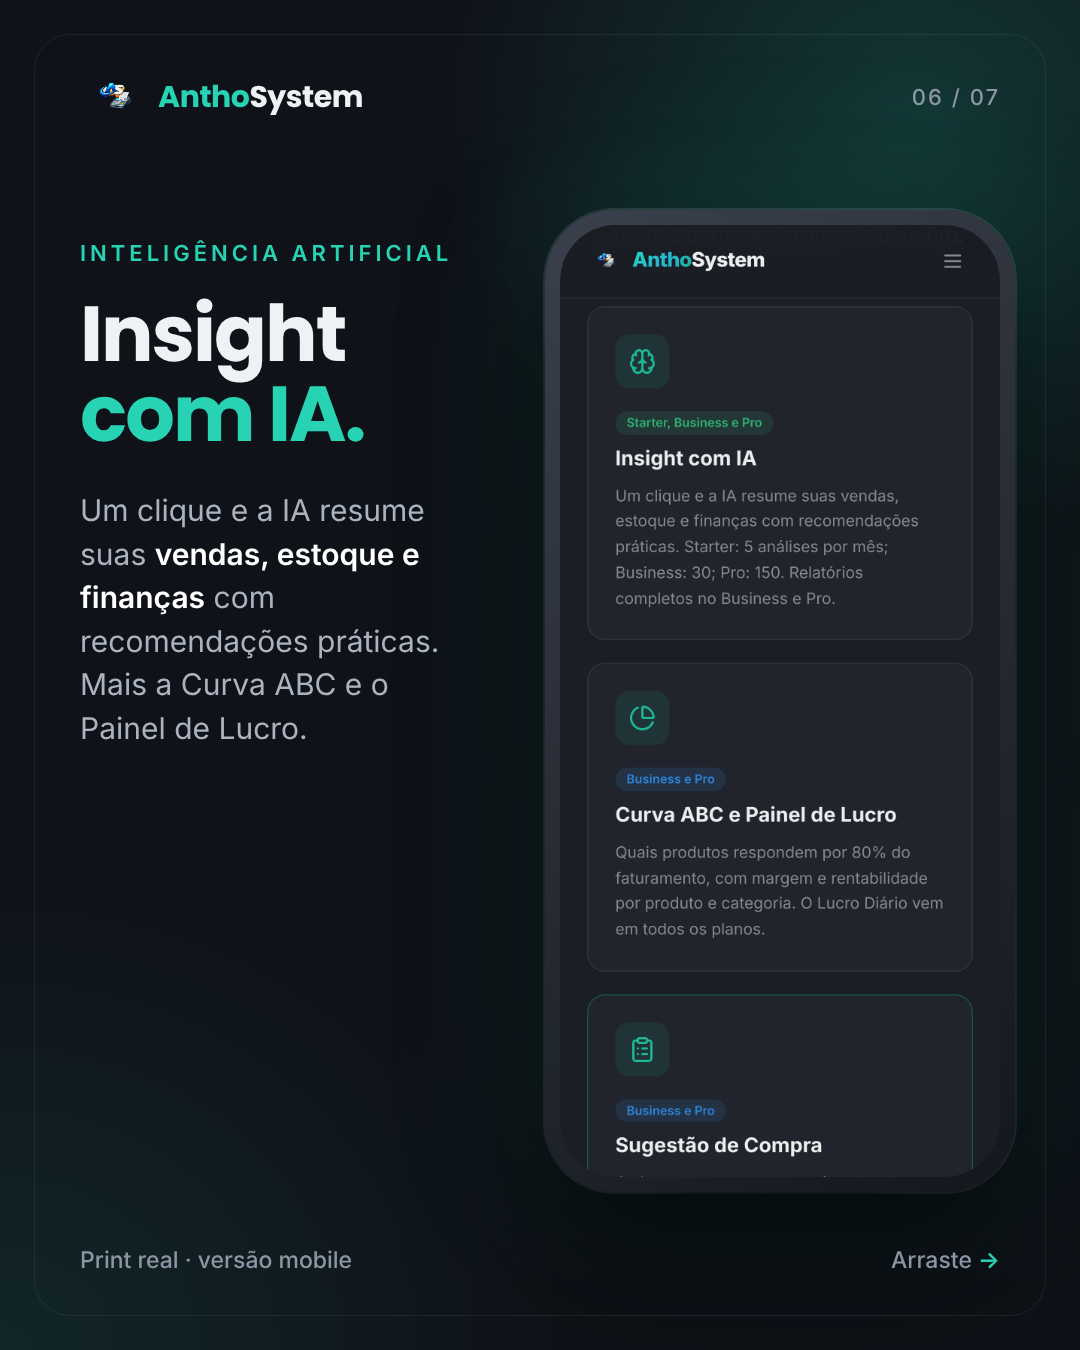 AnthoSystem
06 / 07
INTELIGÊNCIA ARTIFICIAL
Insight
com IA.
Um clique e a IA resume
suas vendas, estoque e
finanças com
recomendações práticas.
Mais a Curva ABC e o
Painel de Lucro.
AnthoSystem
Starter, Business e Pro
Insight com IA
Um clique e a IA resume suas vendas,
estoque e finanças com recomendações
práticas. Starter: 5 análises por mês;
Business: 30; Pro: 150. Relatórios
completos no Business e Pro.
Business e Pro
Curva ABC e Painel de Lucro
Quais produtos respondem por 80% do
faturamento, com margem e rentabilidade
por produto e categoria. O Lucro Diário vem
em todos os planos.
Business e Pro
Sugestão de Compra
Print real · versão mobile
Arraste →